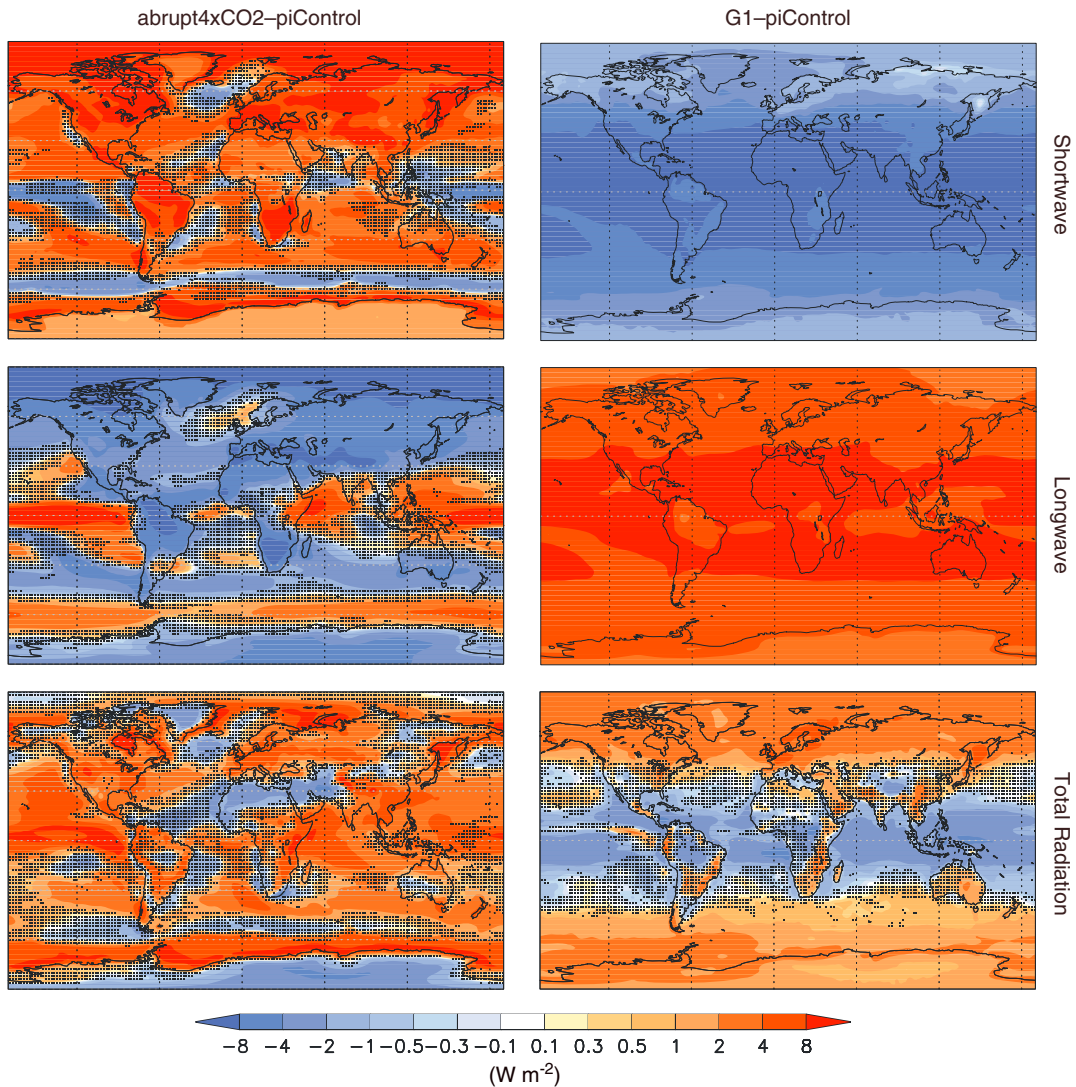 abrupt4xCO2–piControl
G1–piControl
Shortwave
Longwave
Total Radiation
−8 −4 −2 −1 −0.5 −0.3 −0.1 0.1 0.3 0.5 1 2 4 8
(W m-2)